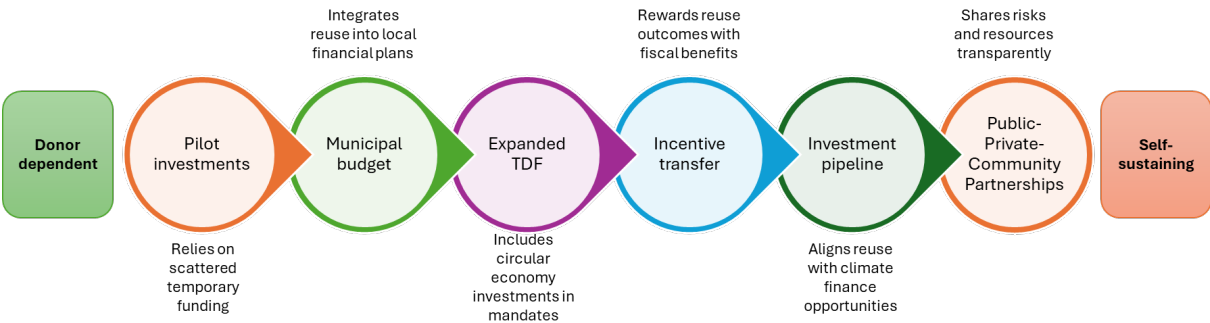 Donor
dependent
Pilot
investments
Relies on
scattered
temporary
funding
Integrates
reuse into local
financial plans
Municipal
budget
Expanded
TDF
Includes
circular
economy
investments in
mandates
Rewards reuse
outcomes with
fiscal benefits
Incentive
transfer
Investment
pipeline
Aligns reuse
with climate
finance
opportunities
Shares risks
and resources
transparently
Public-
Private-
Community
Partnerships
Self-
sustaining